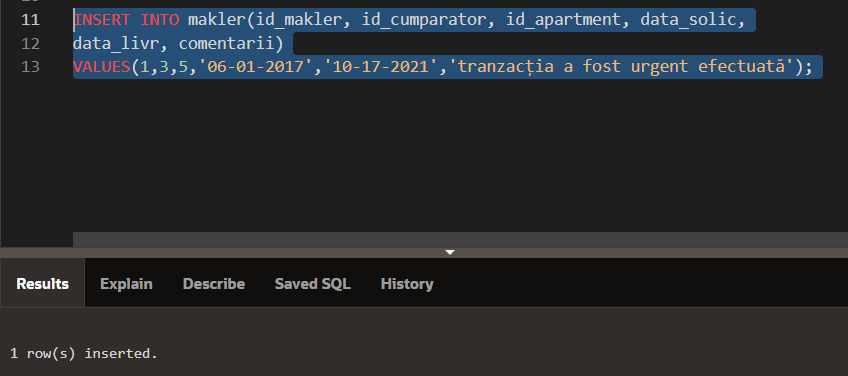 11 INSERT INTO makler(id_makler, id_cumparator, id_apartment, data_solic,
12 data_livr, comentarii)
13 VALUES(1,3,5,'06-01-2017','10-17-2021','tranzacția a fost urgent efectuată');
Results Explain Describe Saved SQL History
1 row(s) inserted.